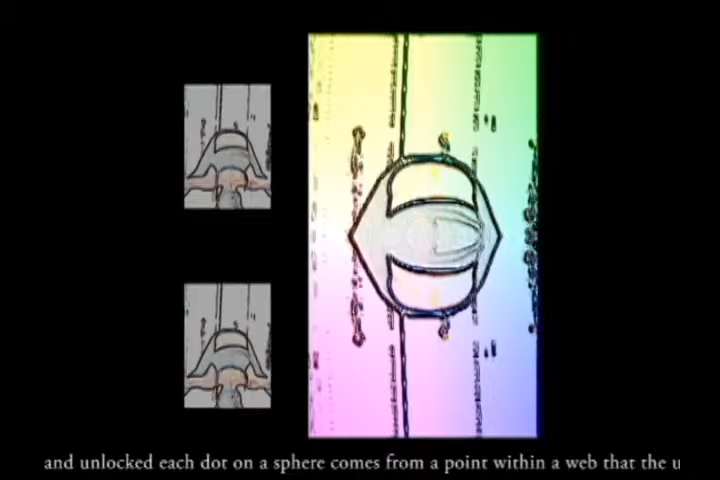 and unlocked each dot on a sphere comes from a point within a web that the u